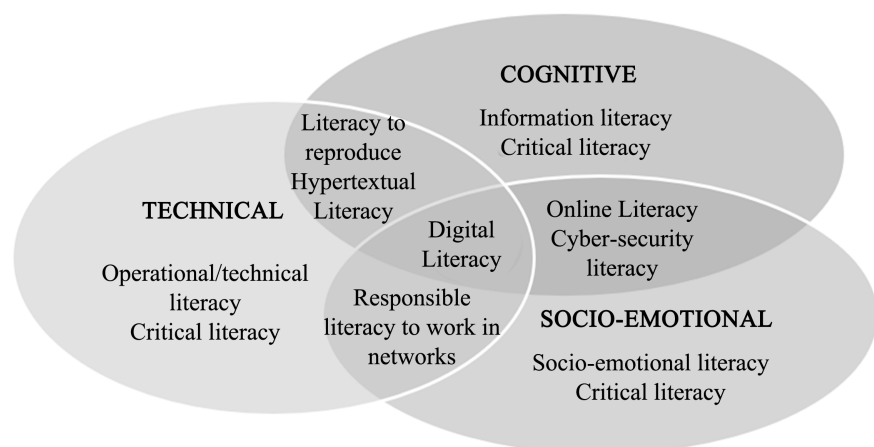 COGNITIVE
Information literacy
Critical literacy
Literacy to
reproduce
Hypertextual
Literacy
TECHNICAL
Operational/technical
literacy
Critical literacy
Digital
Literacy
Online Literacy
Cyber-security
literacy
Responsible
literacy to work in
networks
SOCIO-EMOTIONAL
Socio-emotional literacy
Critical literacy